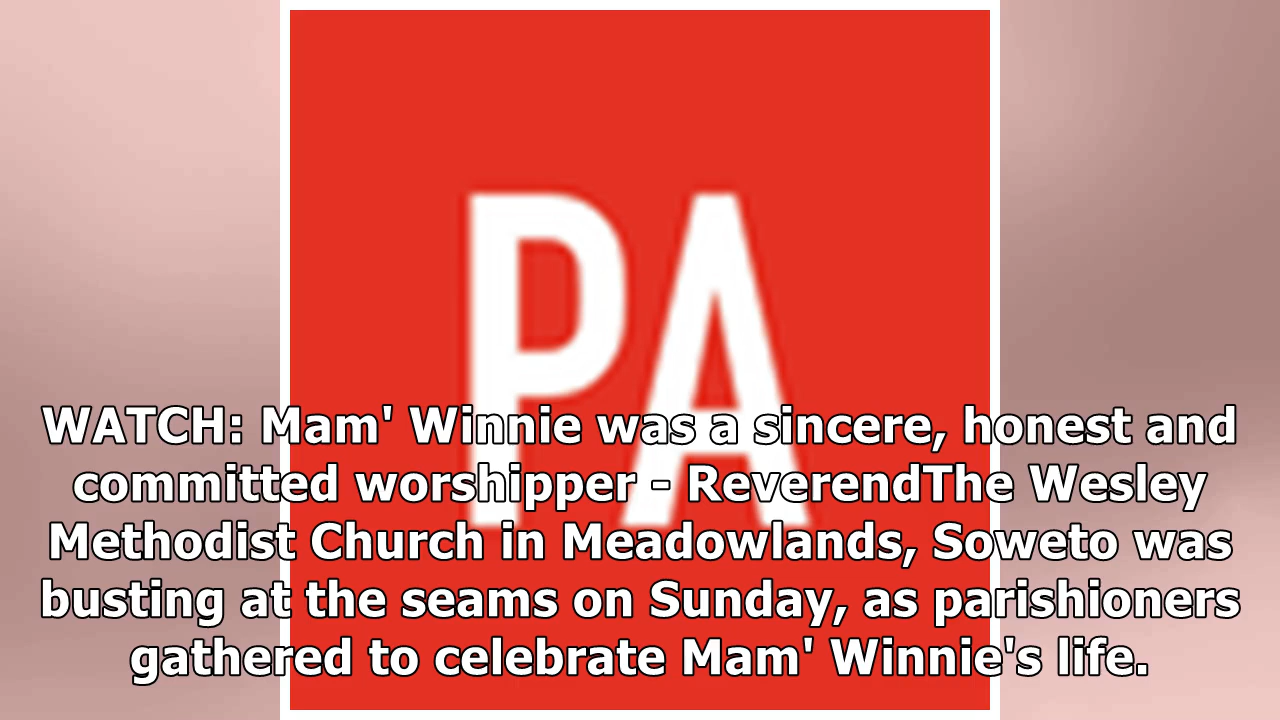 PA
WATCH: Mam' Winnie was a sincere, honest and
committed worshipper - ReverendThe Wesley
Methodist Church in Meadowlands, Soweto was
busting at the seams on Sunday, as parishioners
gathered to celebrate Mam' Winnie's life.